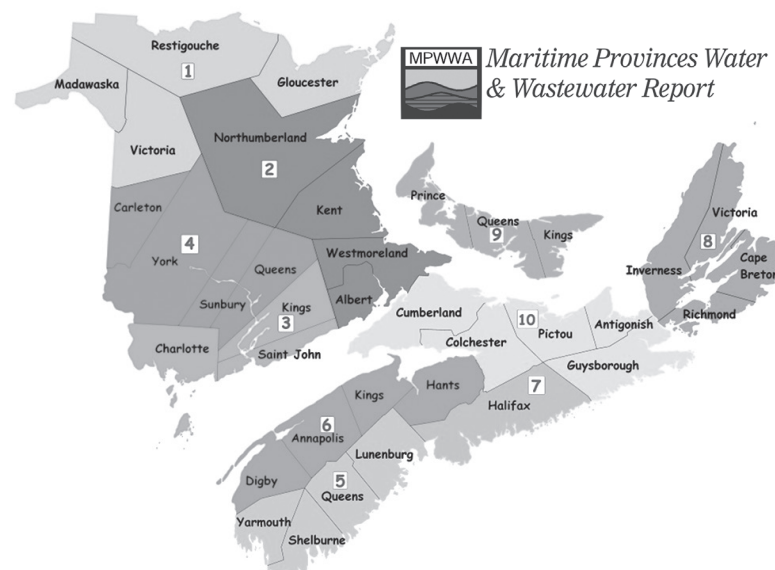 MPWWA
Maritime Provinces Water
& Wastewater Report
Restigouche
1
Madawaska
Gloucester
Victoria
Northumberland
2
Carleton
Kent
4
York
Queens
Westmoreland
Sunbury
Kings
Albert
3
Charlotte
Saint John
Prince
Queens
9
Kings
Victoria
8
Inverness
Cape
Breton
Richmond
Cumberland
10
Pictou
Antigonish
Colchester
Guysborough
7
Halifax
Hants
Kings
6
Annapolis
Lunenburg
Digby
5
Queens
Yarmouth
Shelburne